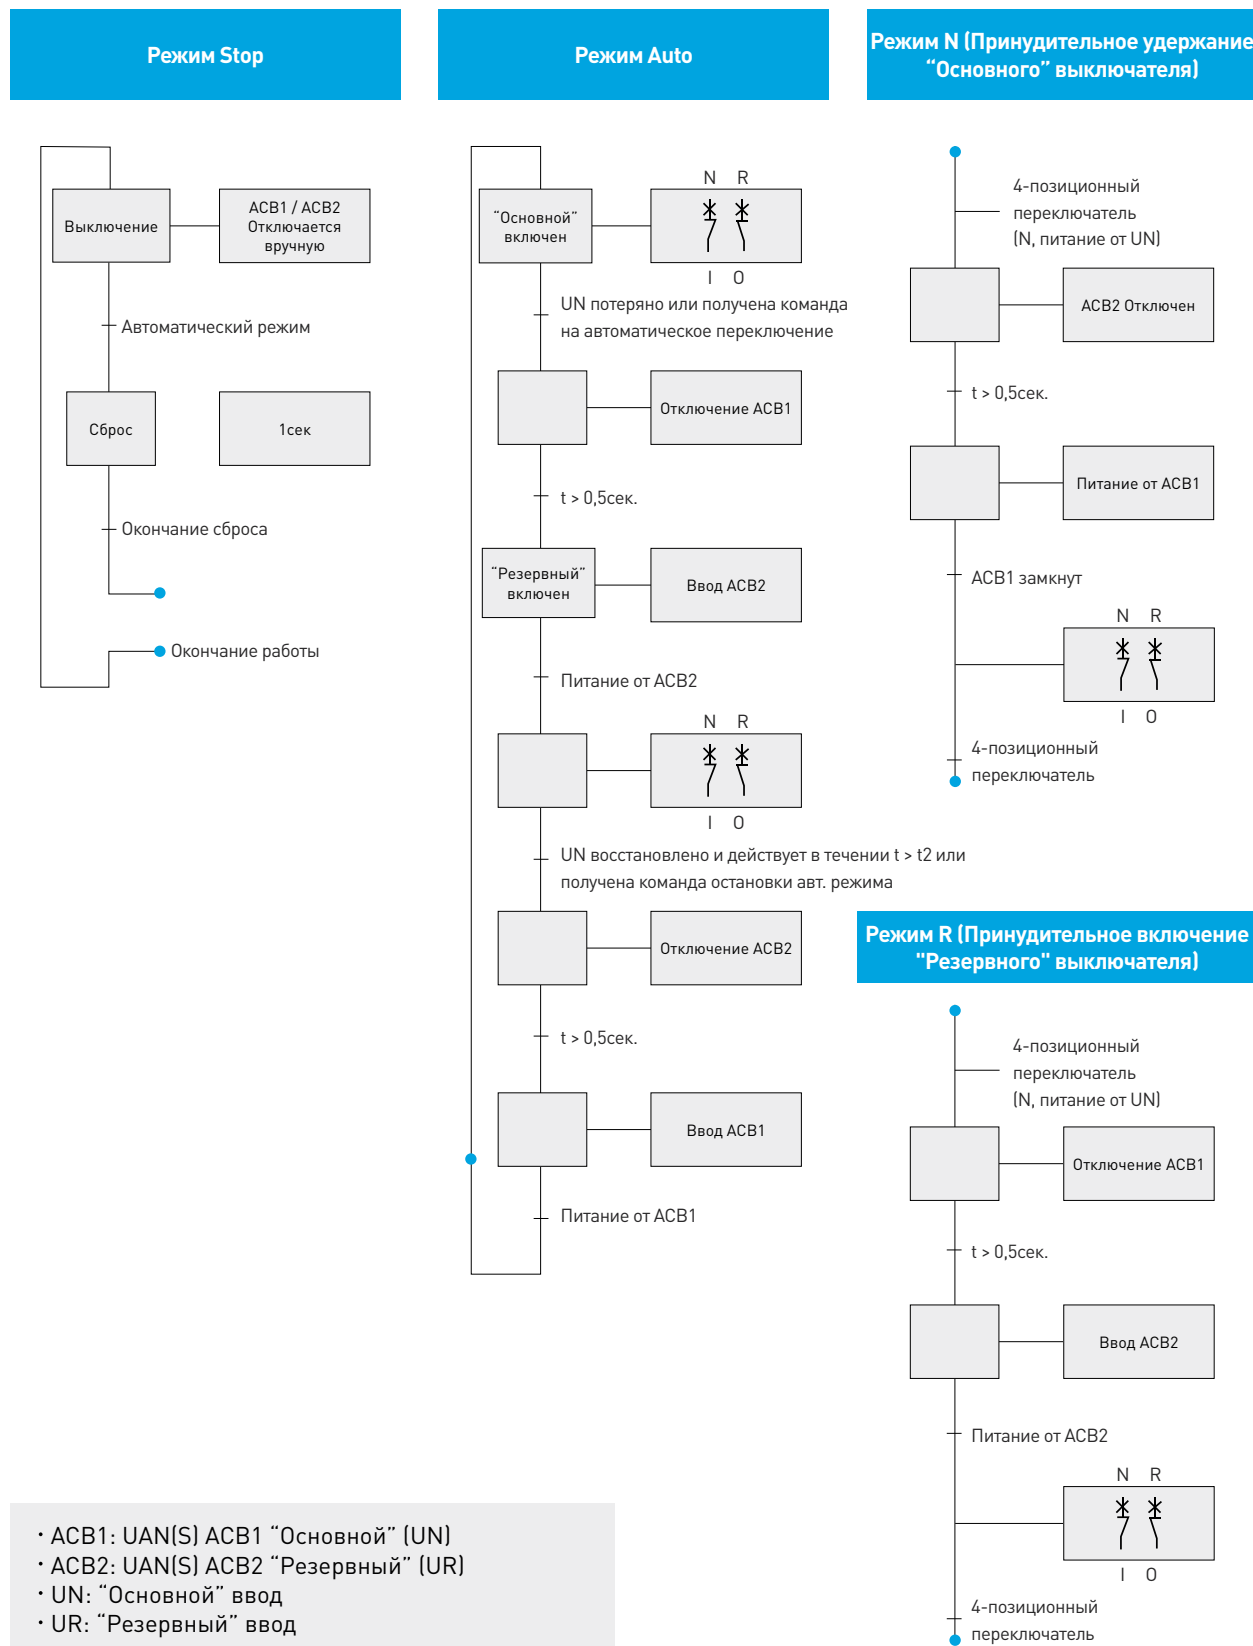 Режим Stop
Выключение
ACB1 / ACB2
Отключается
вручную
Автоматический режим
Сброс
1сек
Окончание сброса
Окончание работы
Режим Auto
N R
“Основной”
включен
I O
UN потеряно или получена команда
на автоматическое переключение
Отключение ACB1
t > 0,5сек.
“Резервный”
включен
Ввод ACB2
Питание от ACB2
N R
I O
UN восстановлено и действует в течении t > t2 или
получена команда остановки авт. режима
Отключение ACB2
t > 0,5сек.
Ввод ACB1
Питание от ACB1
Режим N (Принудительное удержание
“Основного” выключателя)
4-позиционный
переключатель
(N, питание от UN)
ACB2 Отключен
t > 0,5сек.
Питание от ACB1
ACB1 замкнут
N R
I O
4-позиционный
переключатель
Режим R (Принудительное включение
"Резервного" выключателя)
4-позиционный
переключатель
(N, питание от UN)
Отключение ACB1
t > 0,5сек.
Ввод ACB2
Питание от ACB2
N R
I O
4-позиционный
переключатель
· ACB1: UAN(S) ACB1 “Основной” (UN)
· ACB2: UAN(S) ACB2 “Резервный” (UR)
· UN: “Основной” ввод
· UR: “Резервный” ввод